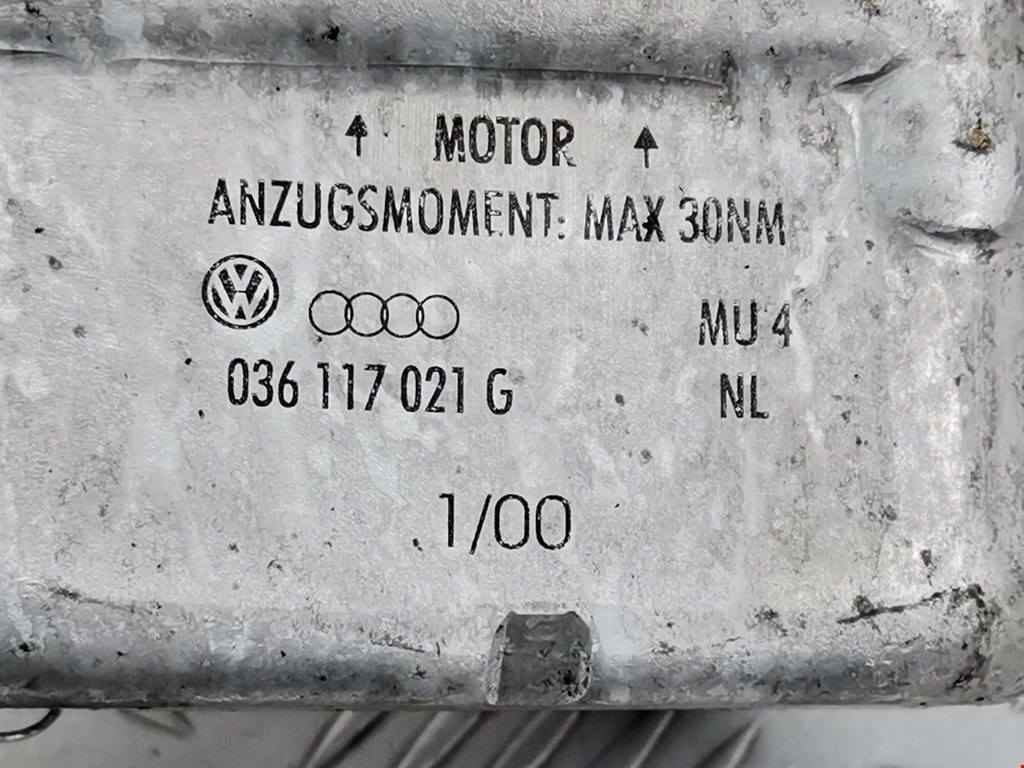 MOTOR
ANZUGSMOMENT: MAX 30NM
MU 4
036 117 021 G NL
1/00